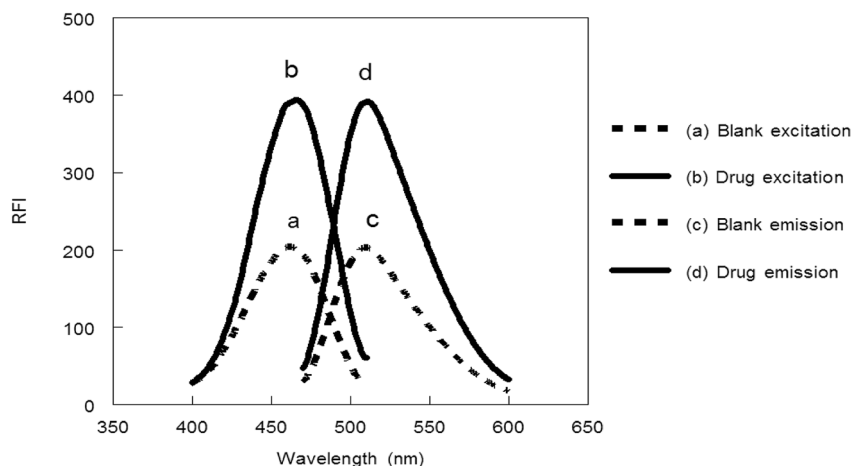 500
400
300
200
100
0
RFI
b
d
a
c
350 400 450 500 550 600 650
Wavelength (nm)
(a) Blank excitation
(b) Drug excitation
(c) Blank emission
(d) Drug emission